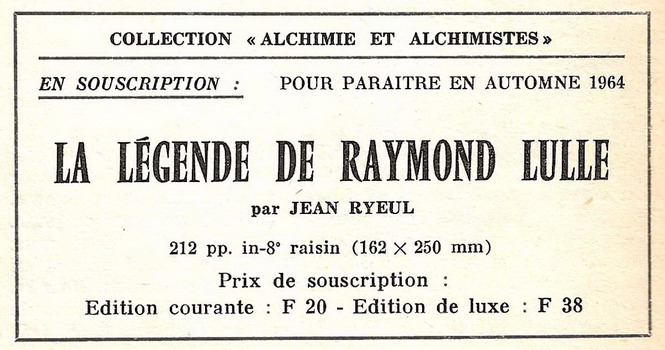 COLLECTION « ALCHIMIE ET ALCHIMISTES »
EN SOUSCRIPTION : POUR PARAITRE EN AUTOMNE 1964
LA LÉGENDE DE RAYMOND LULLE
par JEAN RYEUL
212 pp. in-8° raisin (162 × 250 mm)
Prix de souscription :
Edition courante : F 20 - Edition de luxe : F 38